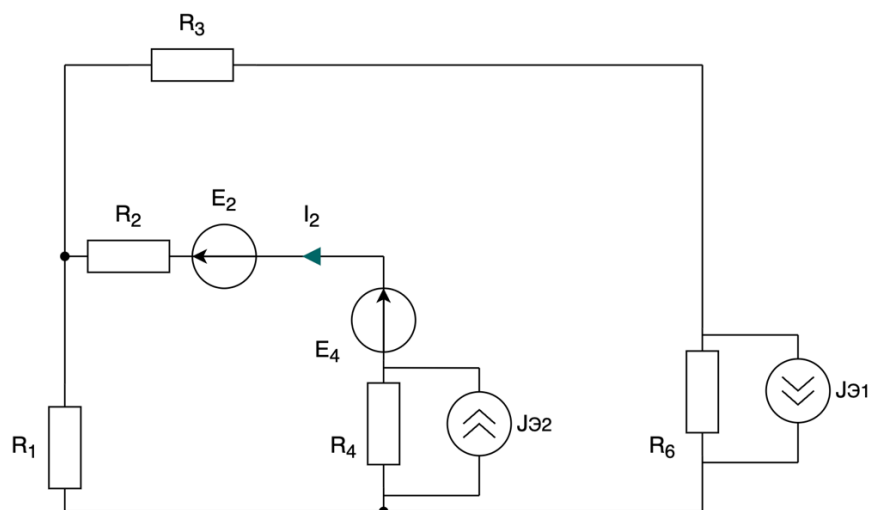 R₃
E₂
R₂
I₂
E₄
Jэ1
R₁
R₄
Jэ2
R₆